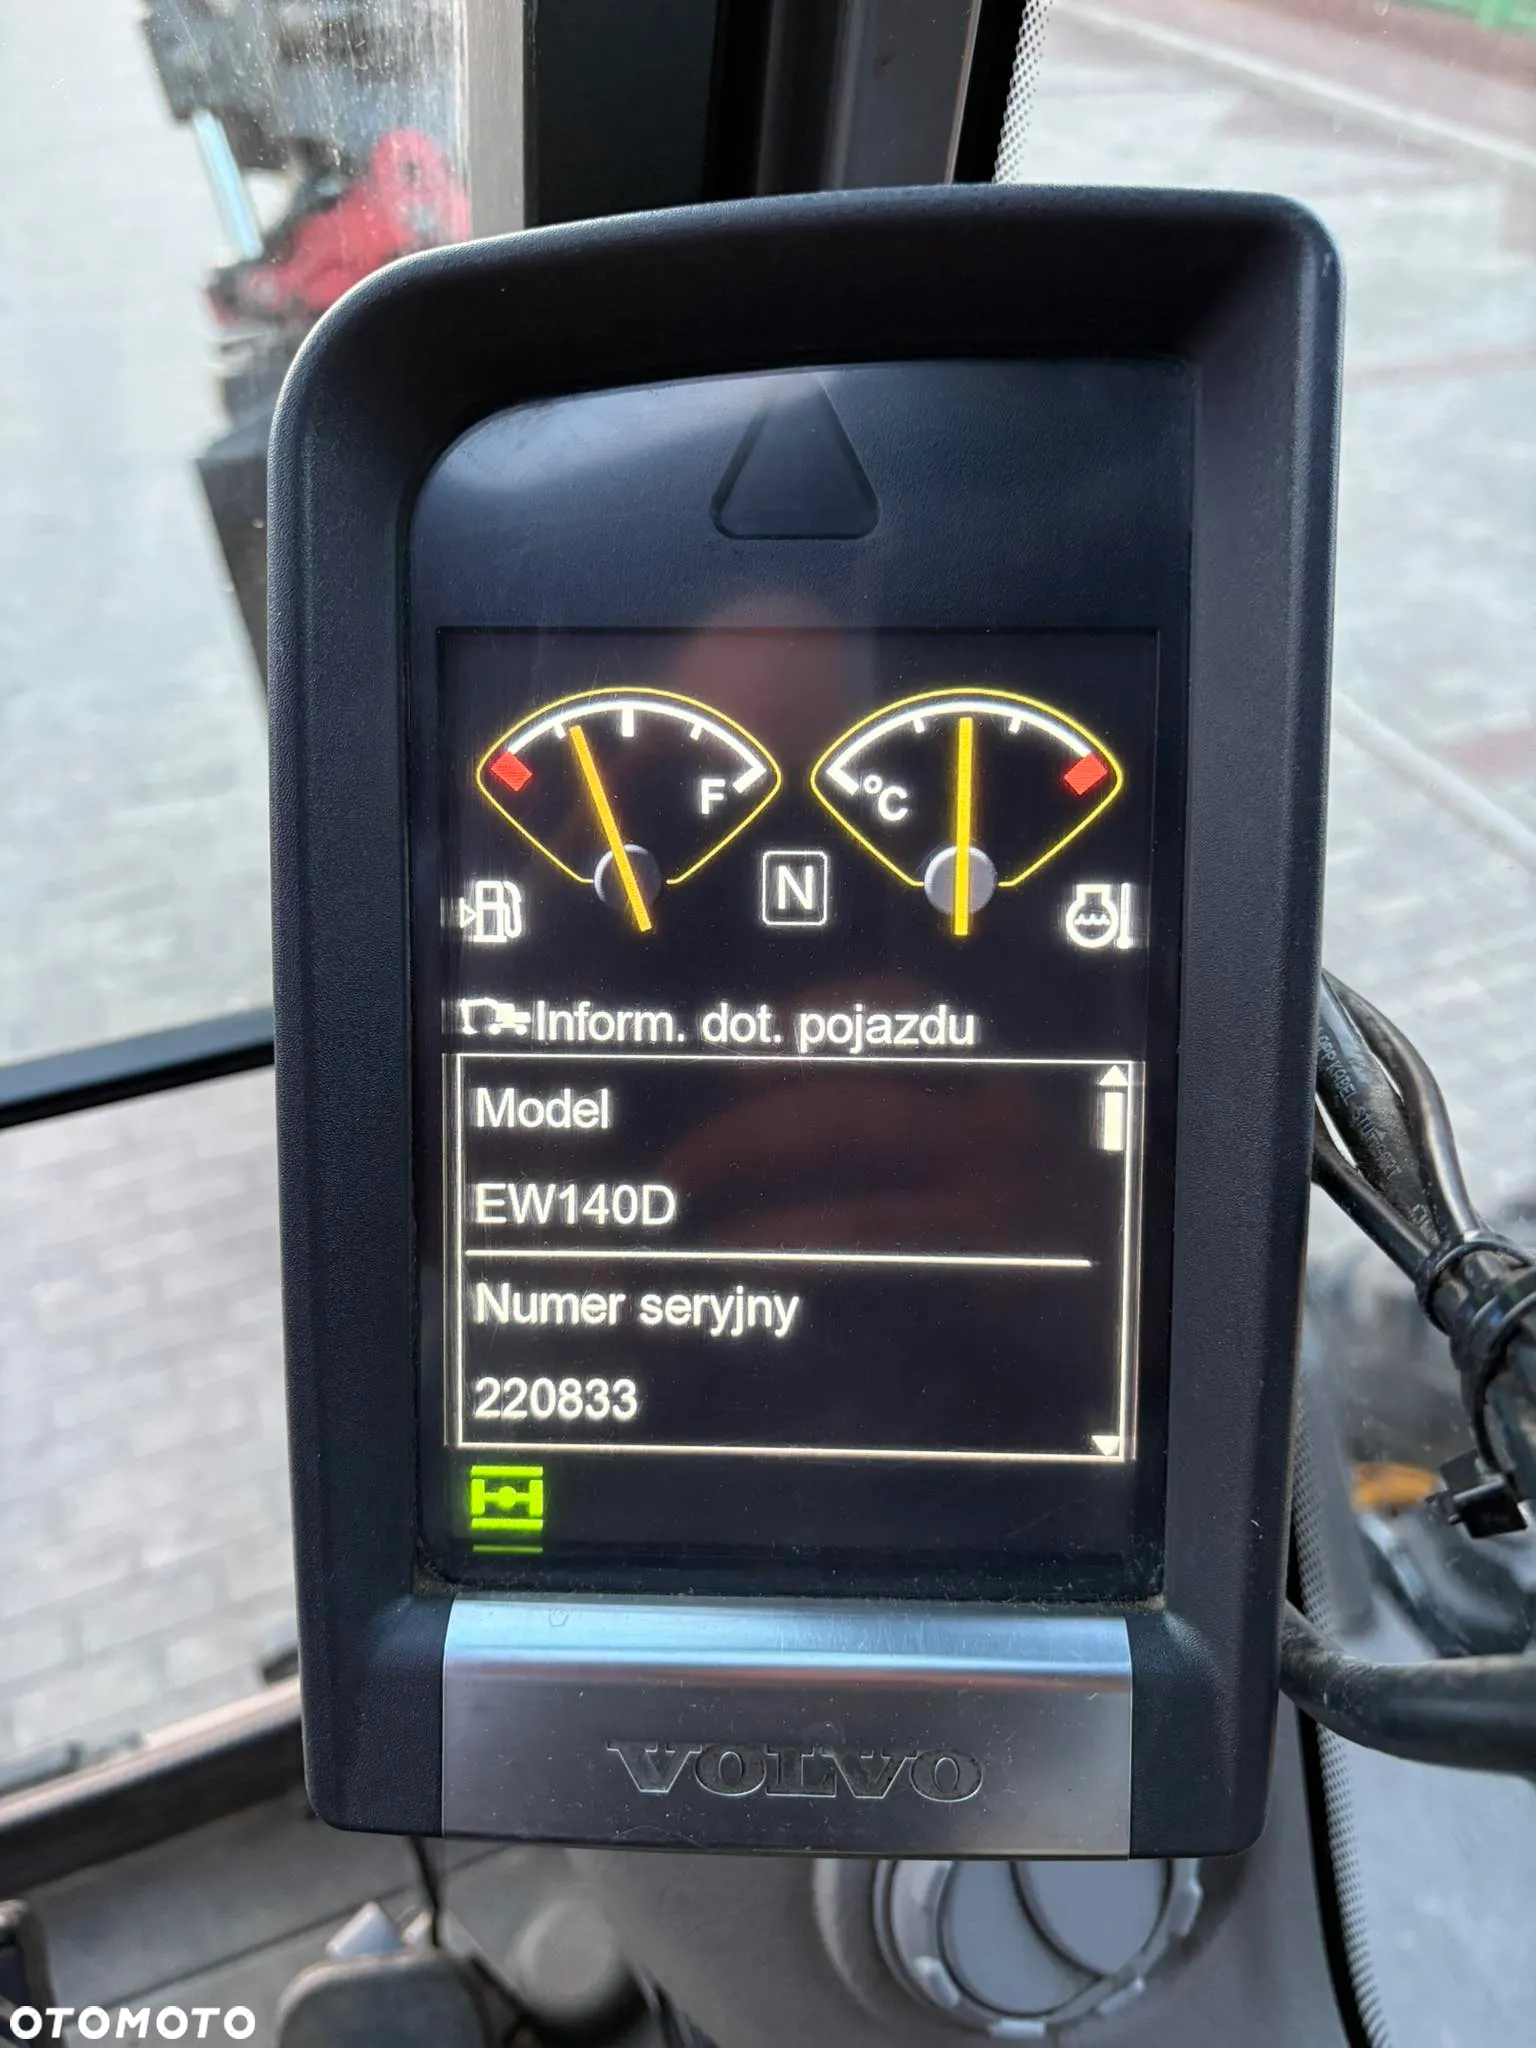 F
°C
N
Inform. dot. pojazdu
Model
EW140D
Numer seryjny
220833
VOLVO
OTOMOTO